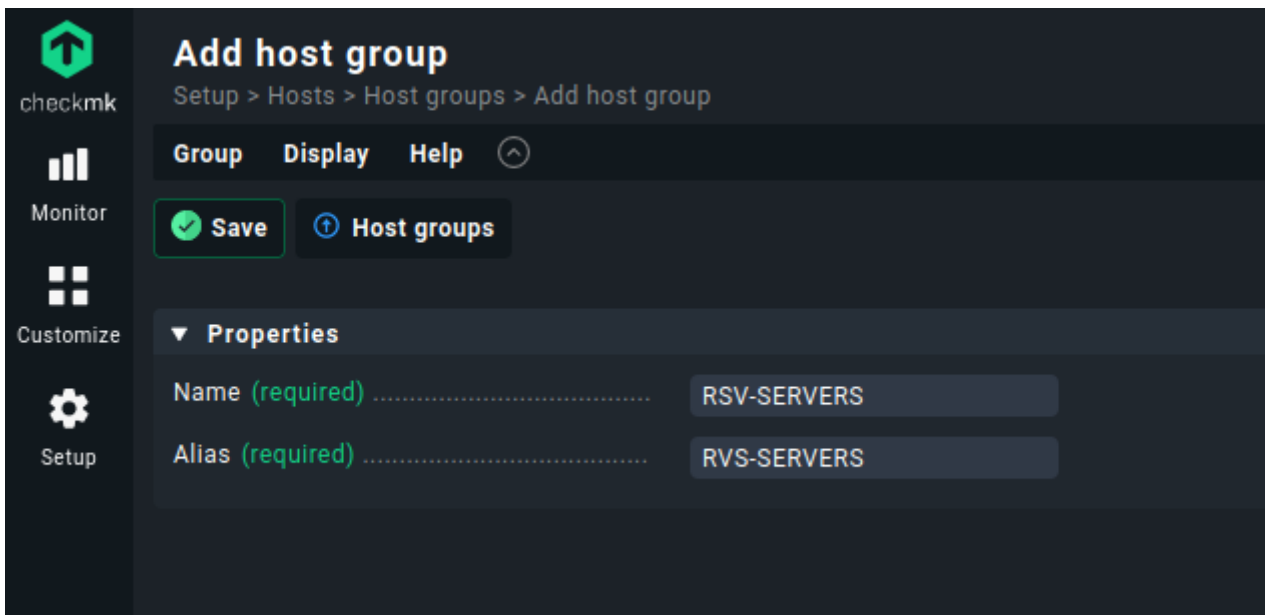 checkmk
Monitor
Customize
Setup
Add host group
Setup > Hosts > Host groups > Add host group
Group Display Help
Save Host groups
Properties
Name (required) RSV-SERVERS
Alias (required) RVS-SERVERS